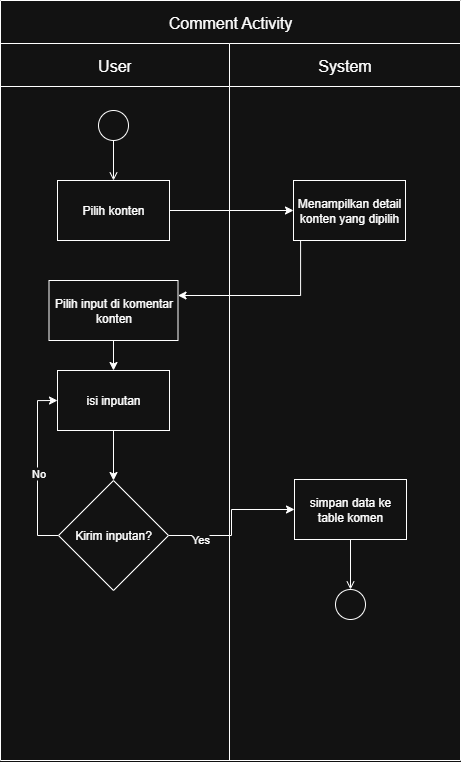 Comment Activity
User
System
Pilih konten
Menampilkan detail
konten yang dipilih
Pilih input di komentar
konten
isi inputan
No
Kirim inputan?
Yes
simpan data ke
table komen